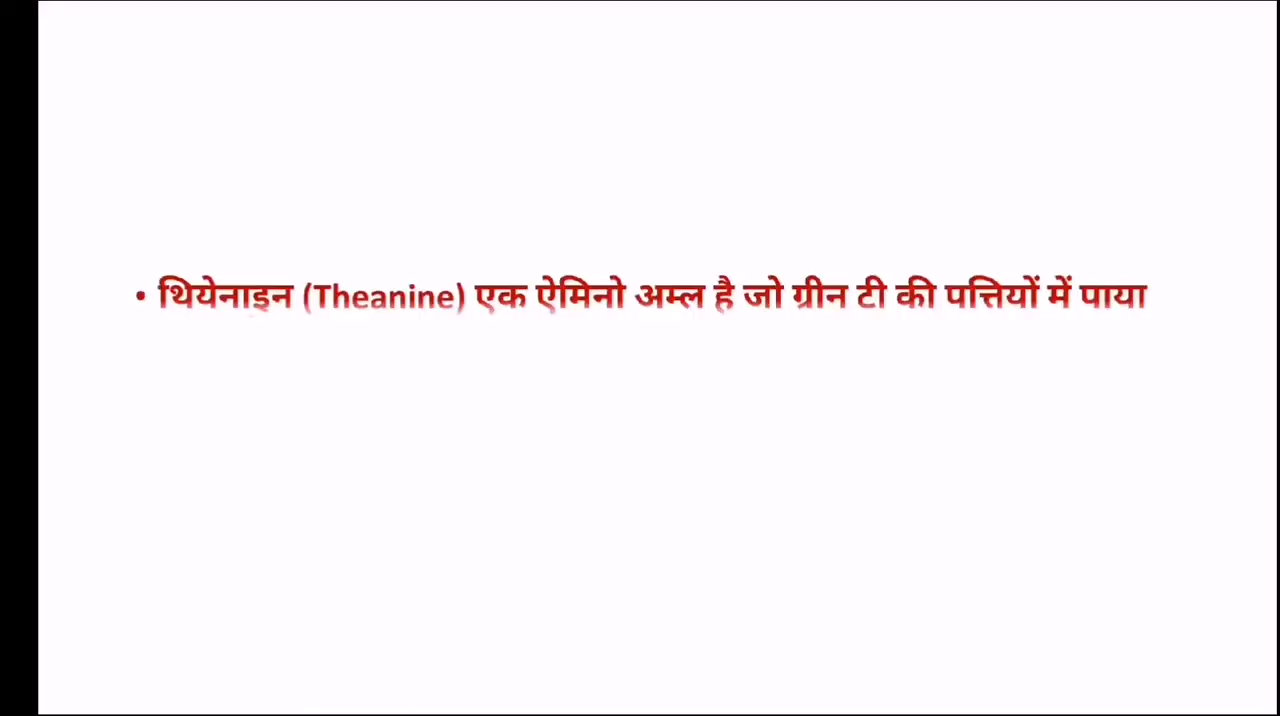 • थियेनाइन (Theanine) एक ऐमिनो अम्ल है जो ग्रीन टी की पत्तियों में पाया